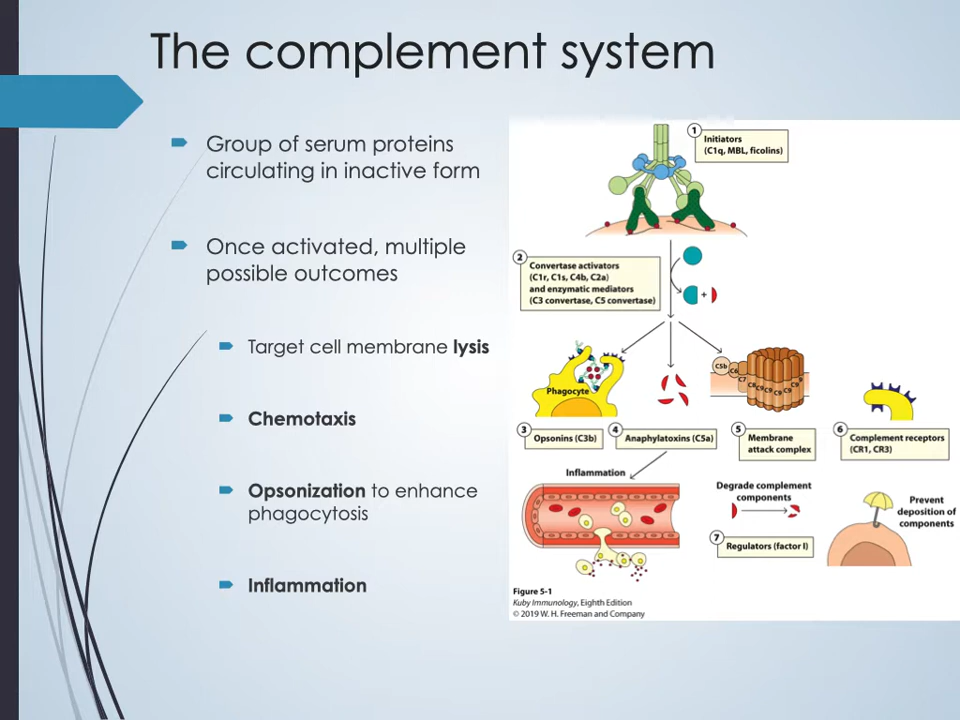 The complement system
Group of serum proteins
circulating in inactive form
Once activated, multiple
possible outcomes
Target cell membrane lysis
Chemotaxis
Opsonization to enhance
phagocytosis
Inflammation
1
Initiators
(C1q, MBL, ficolins)
2
Convertase activators
(C1r, C1s, C4b, C2a)
and enzymatic mediators
(C3 convertase, C5 convertase)
+
Phagocyte
C5b
C6
C7
C8
C9
C9
C9
C9
C9
3
Opsonins (C3b)
4
Anaphylatoxins (C5a)
5
Membrane
attack complex
6
Complement receptors
(CR1, CR3)
Inflammation
Degrade complement
components
7
Regulators (factor I)
Prevent
deposition of
components
Figure 5-1
Kuby Immunology, Eighth Edition
© 2019 W. H. Freeman and Company